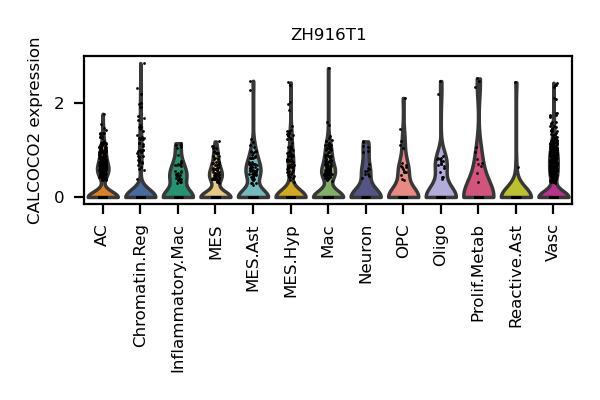 ZH916T1
CALCOCO2 expression
2
0
AC
Chromatin.Reg
Inflammatory.Mac
MES
MES.Ast
MES.Hyp
Mac
Neuron
OPC
Oligo
Prolif.Metab
Reactive.Ast
Vasc